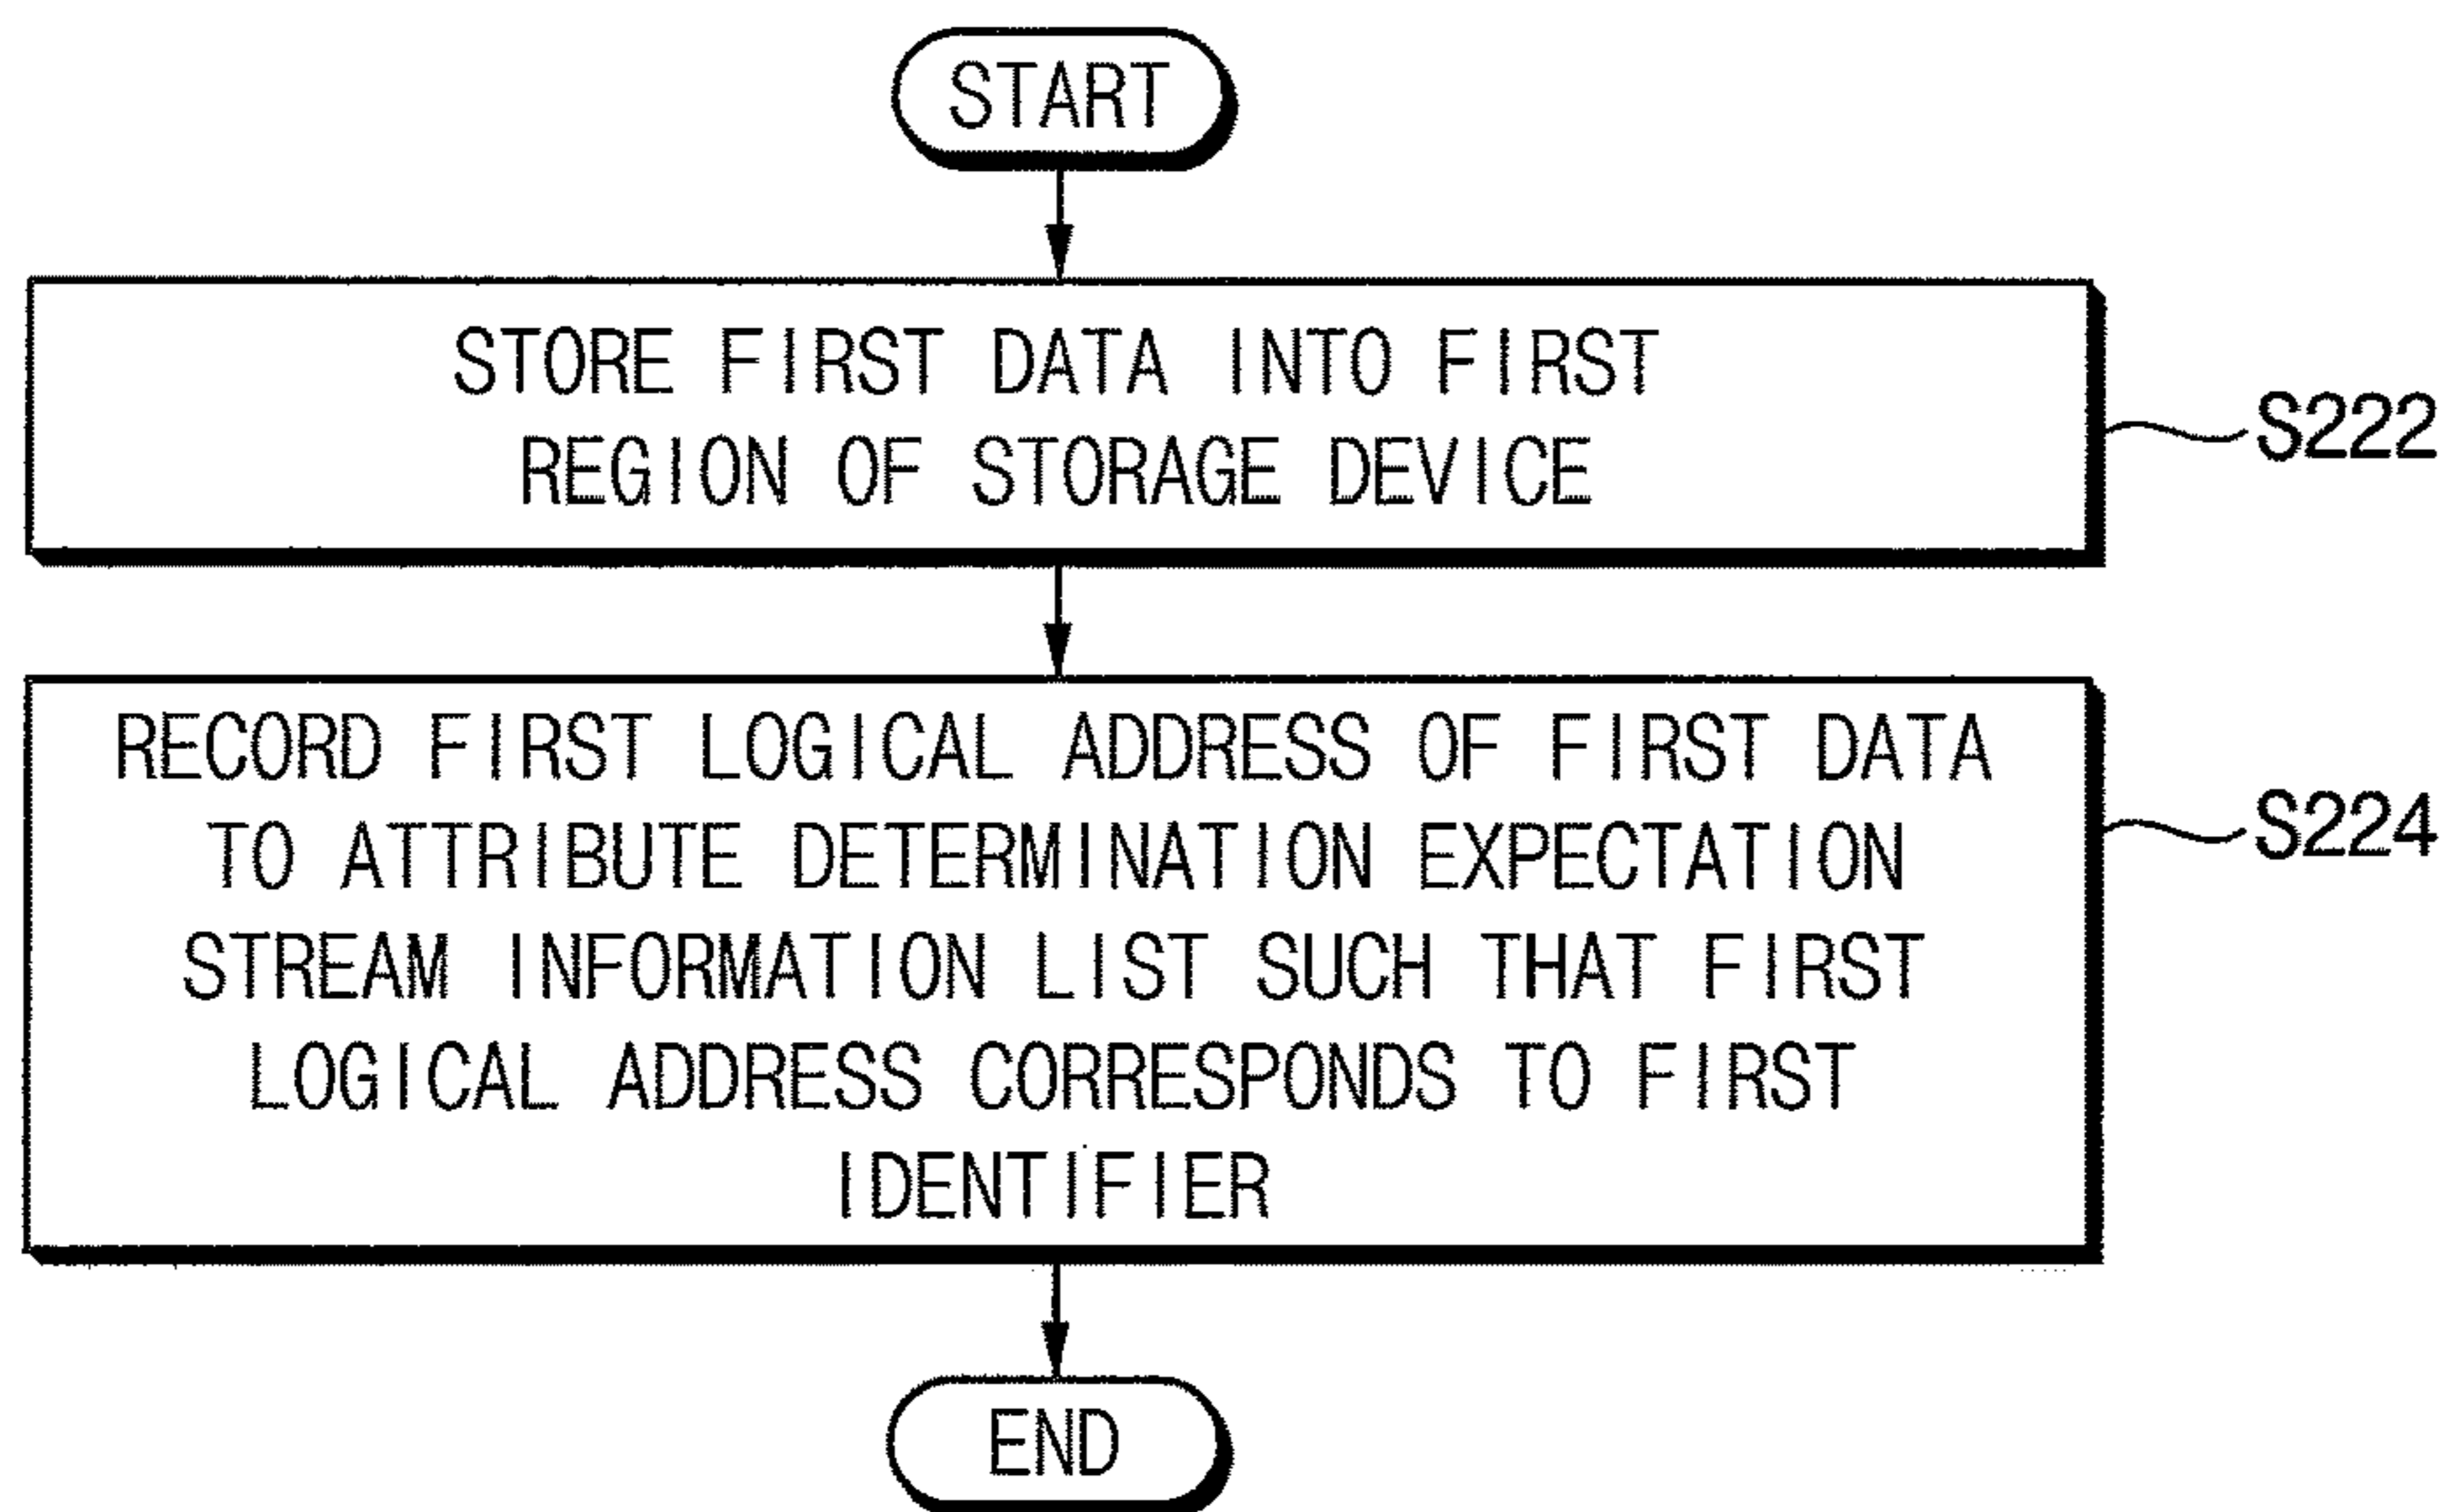 START
STORE FIRST DATA INTO FIRST
REGION OF STORAGE DEVICE
S222
RECORD FIRST LOGICAL ADDRESS OF FIRST DATA
TO ATTRIBUTE DETERMINATION EXPECTATION
STREAM INFORMATION LIST SUCH THAT FIRST
LOGICAL ADDRESS CORRESPONDS TO FIRST
IDENTIFIER
S224
END